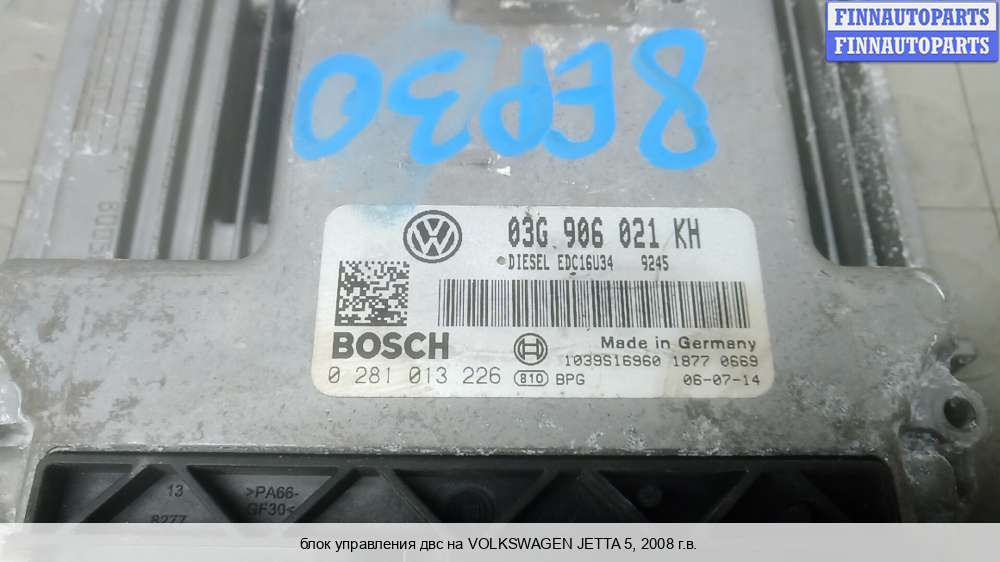 FINNAUTOPARTS
FINNAUTOPARTS
8EP30
03G 906 021 KH
DIESEL EDC16U34 9245
BOSCH
Made in Germany
1039S16960 1877 0669
0 281 013 226 810 BPG 06-07-14
13
8277
>PA66-
GF30<
блок управления двс на VOLKSWAGEN JETTA 5, 2008 г.в.